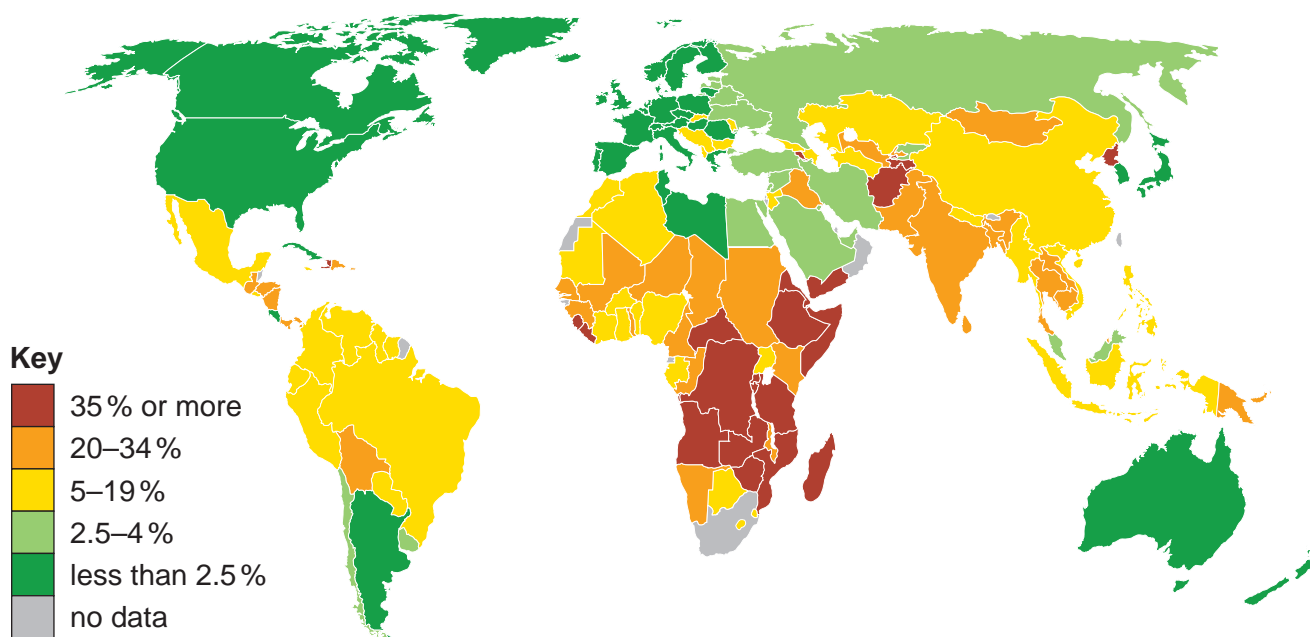 Key
35 % or more
20–34 %
5–19 %
2.5–4 %
less than 2.5 %
no data